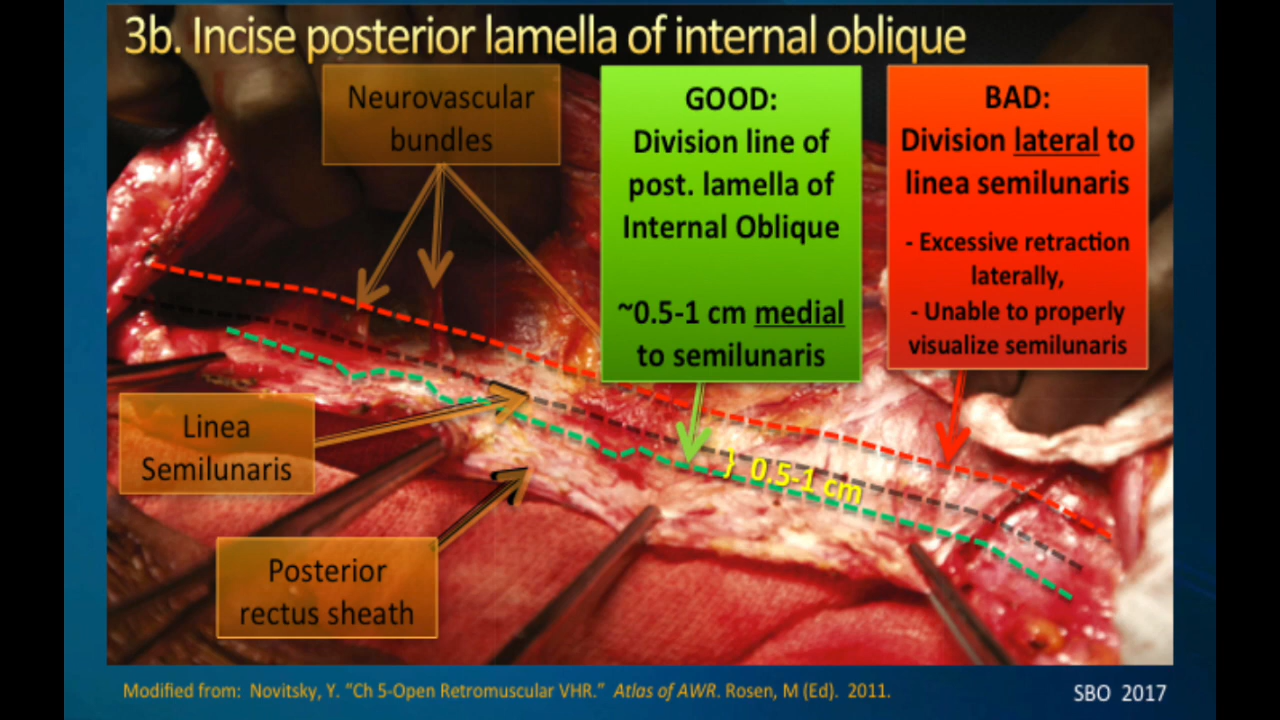 3b. Incise posterior lamella of internal oblique
Neurovascular
bundles
GOOD:
Division line of
post. lamella of
Internal Oblique
~0.5-1 cm medial
to semilunaris
BAD:
Division lateral to
linea semilunaris
- Excessive retraction
laterally,
- Unable to properly
visualize semilunaris
Linea
Semilunaris
} 0.5-1 cm
Posterior
rectus sheath
Modified from: Novitsky, Y. "Ch 5-Open Retromuscular VHR." Atlas of AWR. Rosen, M (Ed). 2011.
SBO 2017